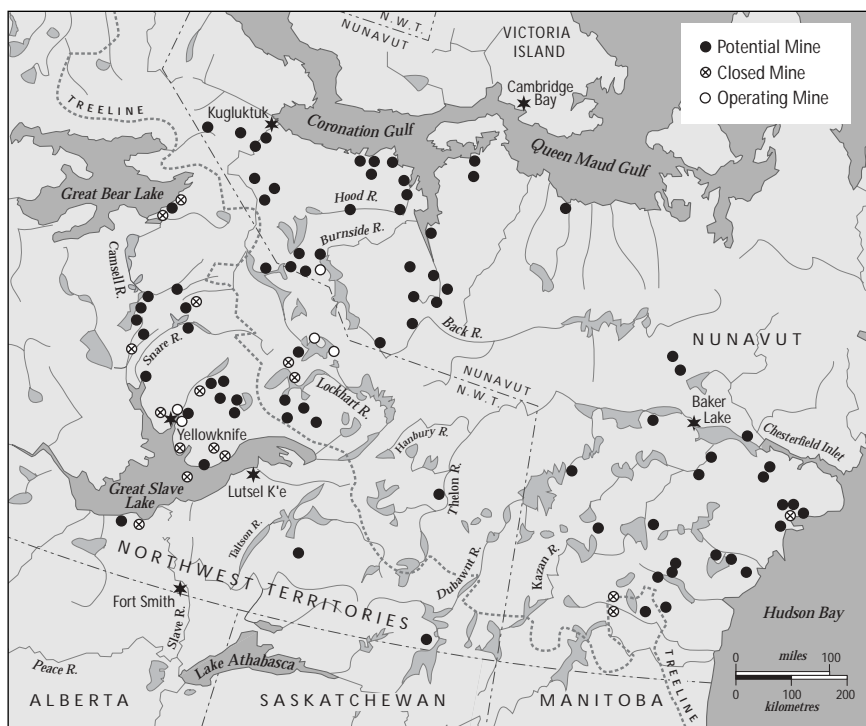 N.W.T.
NUNAVUT
VICTORIA
ISLAND
Potential Mine
Closed Mine
Operating Mine
TREELINE
Kugluktuk
Cambridge
Bay
Coronation Gulf
Queen Maud Gulf
Great Bear Lake
Hood R.
Burnside R.
Camsell R.
Snare R.
Back R.
NUNAVUT
NUNAVUT
N.W.T.
Lockhart R.
Baker
Lake
Yellowknife
Hanbury R.
Chesterfield Inlet
Great Slave
Lake
Lutsel K'e
Thelon R.
Taltson R.
NORTHWEST TERRITORIES
Dubawnt R.
Kazan R.
Fort Smith
Slave R.
Hudson Bay
Lake Athabasca
Peace R.
TREELINE
0 miles 100
0 100 200
kilometres
ALBERTA
SASKATCHEWAN
MANITOBA